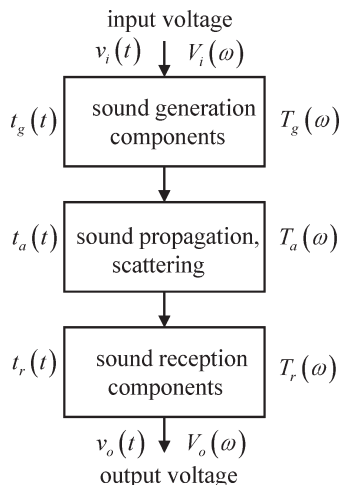 input voltage
v_i(t) V_i(ω)
t_g(t) sound generation T_g(ω)
components
t_a(t) sound propagation, T_a(ω)
scattering
t_r(t) sound reception T_r(ω)
components
v_o(t) V_o(ω)
output voltage